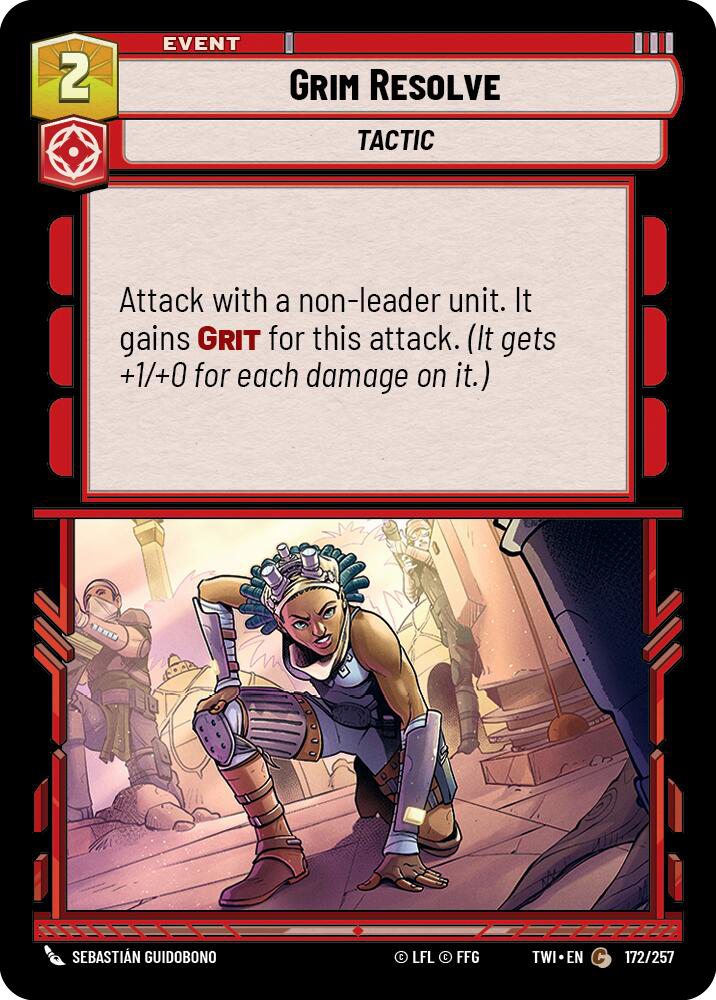 EVENT
2
GRIM RESOLVE
TACTIC
Attack with a non-leader unit. It
gains GRIT for this attack. (It gets
+1/+0 for each damage on it.)
SEBASTIÁN GUIDOBONO
© LFL © FFG
TWI • EN
C
172/257